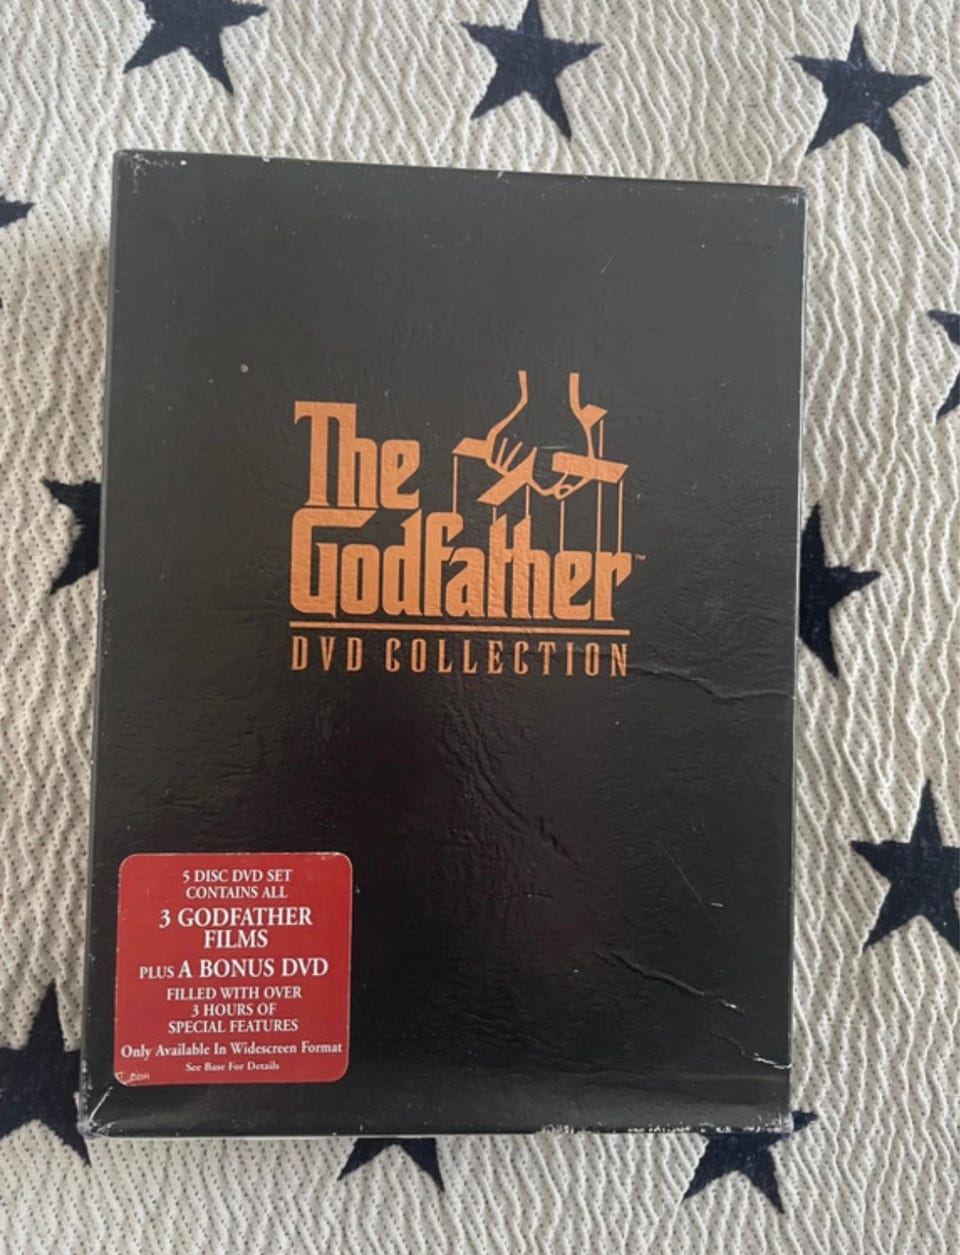 The
Godfather™
DVD COLLECTION
5 DISC DVD SET
CONTAINS ALL
3 GODFATHER
FILMS
PLUS A BONUS DVD
FILLED WITH OVER
3 HOURS OF
SPECIAL FEATURES
Only Available In Widescreen Format
See Base For Details